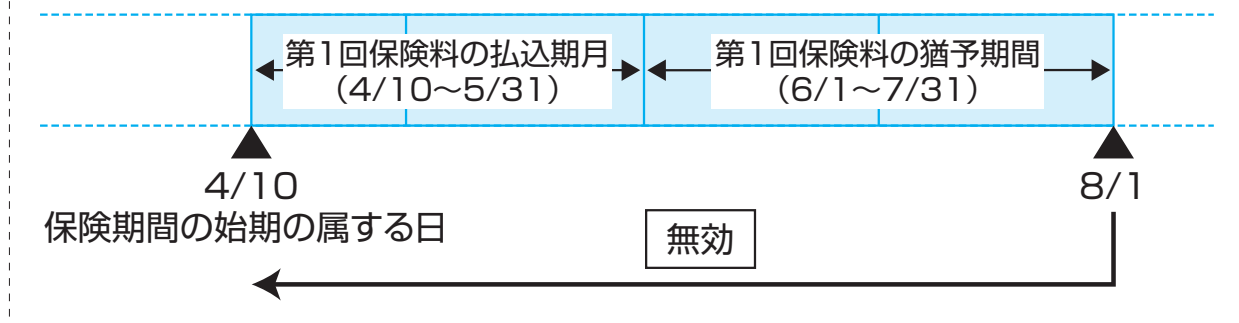 第1回保険料の払込期月
（4/10～5/31）
第1回保険料の猶予期間
（6/1～7/31）
4/10
保険期間の始期の属する日
8/1
無効